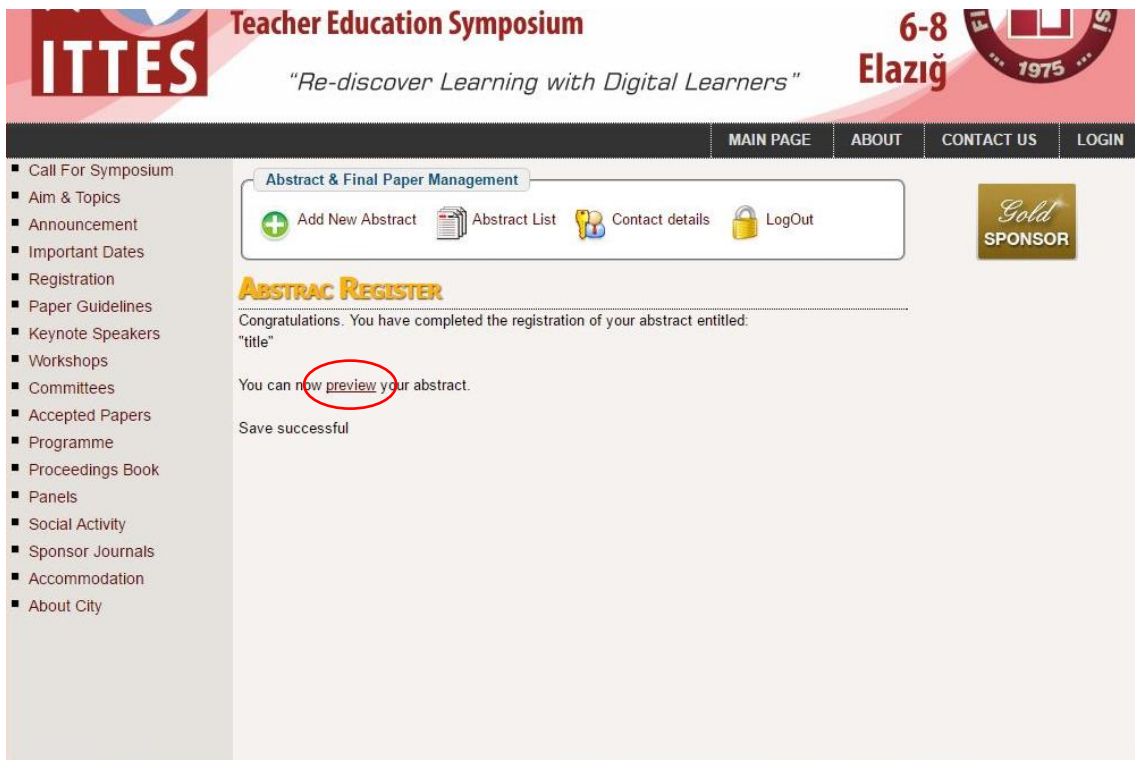 ITTES
Teacher Education Symposium
"Re-discover Learning with Digital Learners"
6-8
Elazığ
1975
MAIN PAGE ABOUT CONTACT US LOGIN
Call For Symposium
Aim & Topics
Announcement
Important Dates
Registration
Paper Guidelines
Keynote Speakers
Workshops
Committees
Accepted Papers
Programme
Proceedings Book
Panels
Social Activity
Sponsor Journals
Accommodation
About City
Abstract & Final Paper Management
Add New Abstract Abstract List Contact details LogOut
Abstrac Register
Congratulations. You have completed the registration of your abstract entitled:
"title"
You can now preview your abstract.
Save successful
Gold
SPONSOR